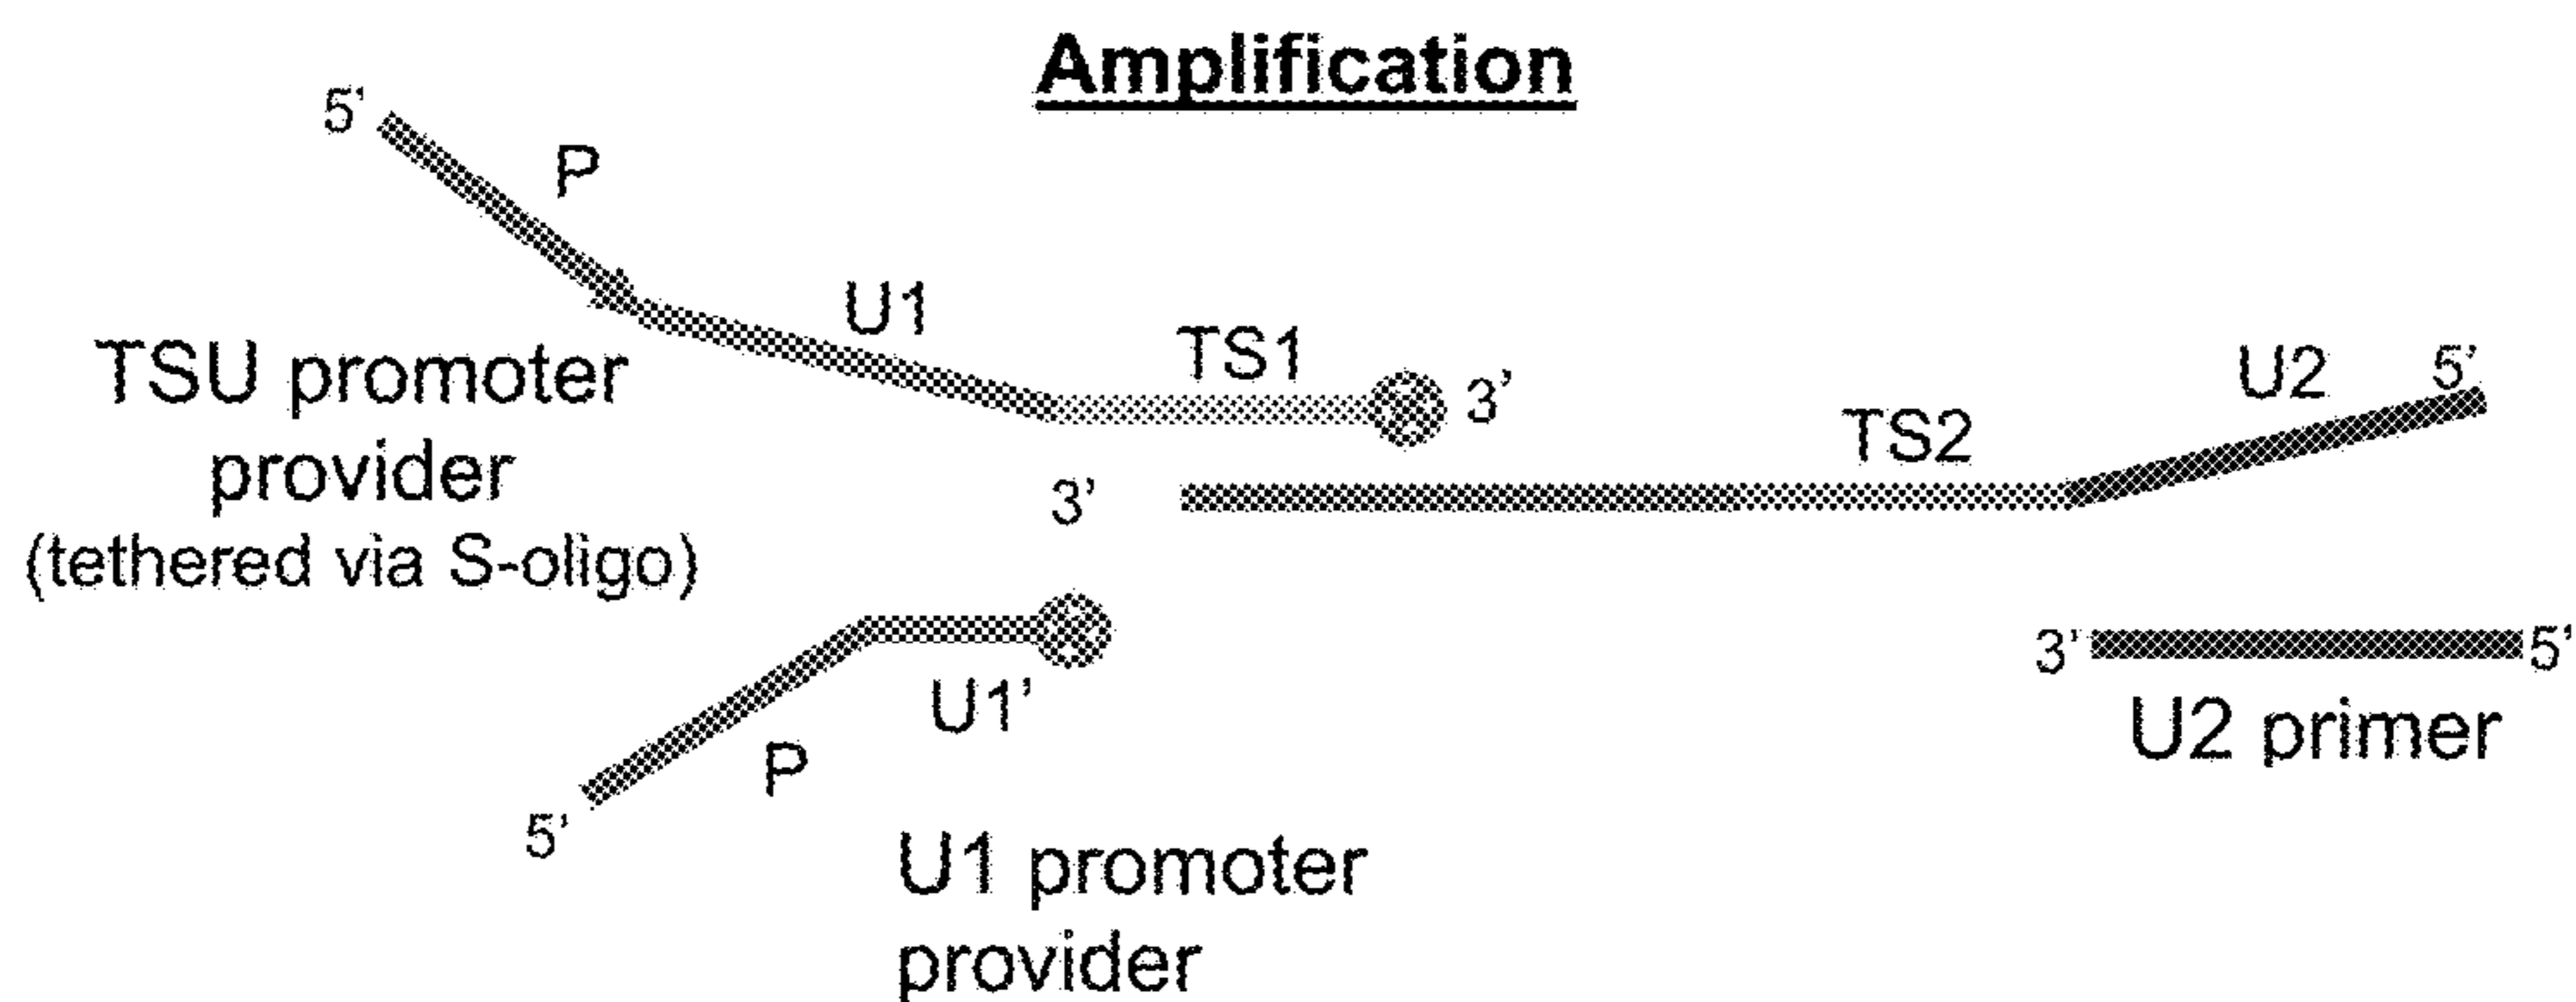 Amplification
5'
P
U1
TS1
3'
TSU promoter
provider
(tethered via S-oligo)
U2
5'
TS2
3'
U1'
P
5'
U1 promoter
provider
3'
5'
U2 primer